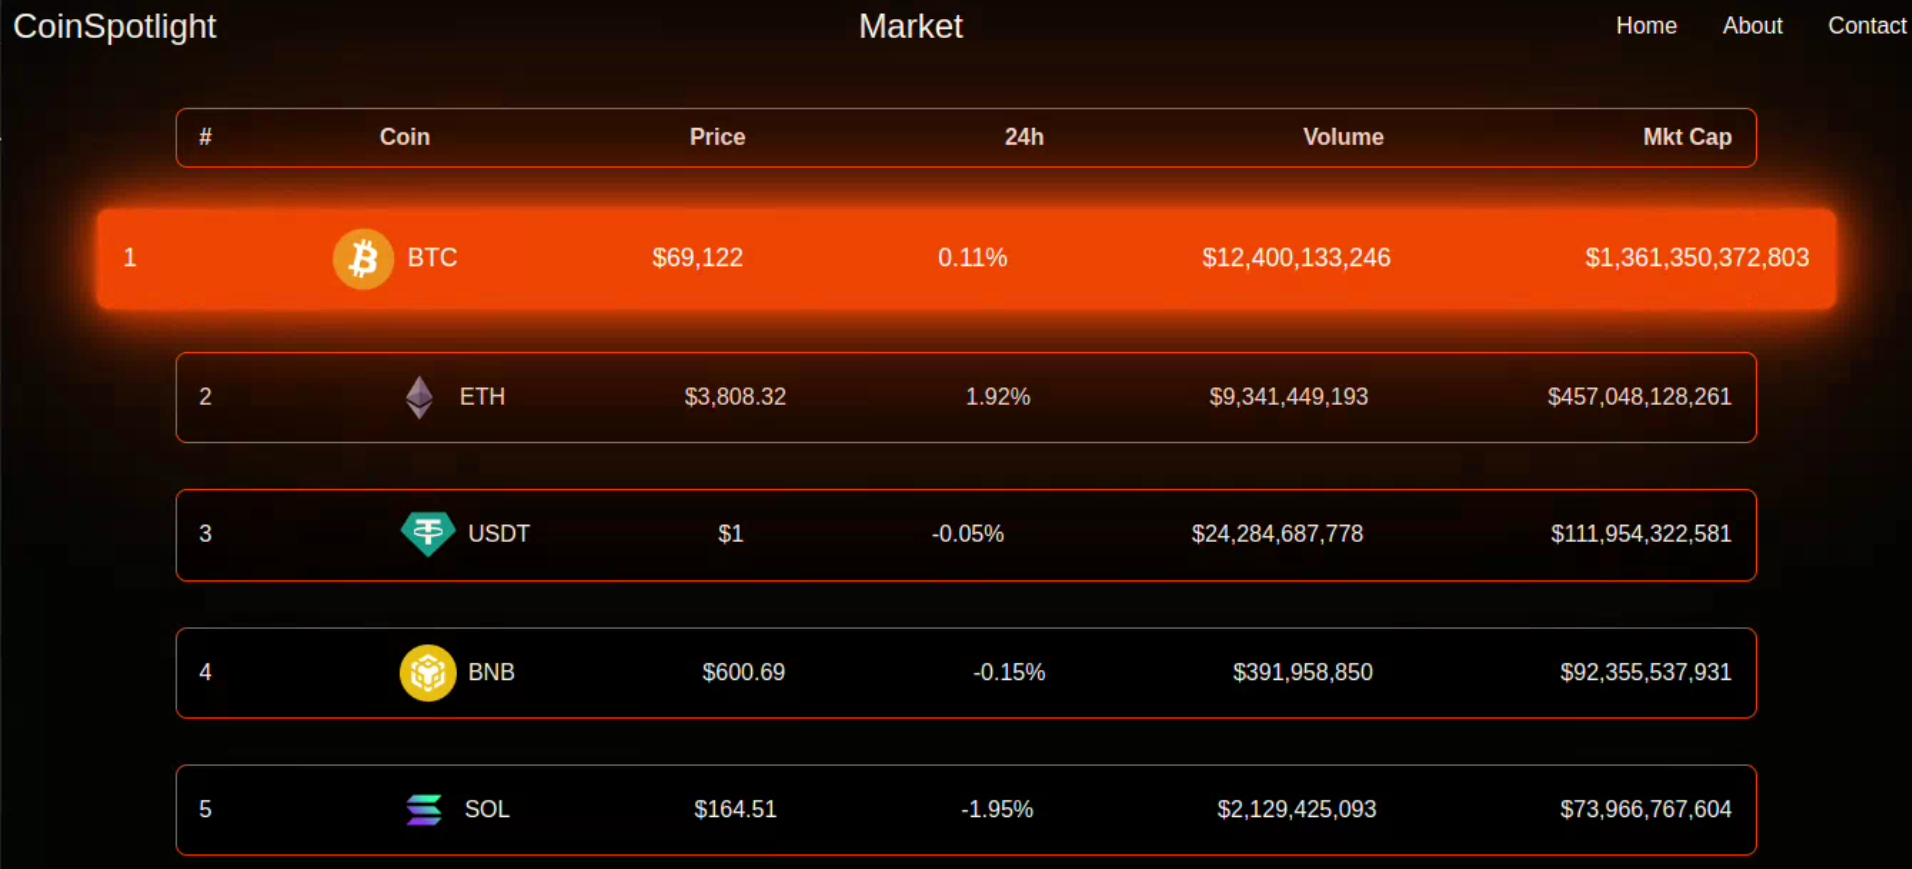 CoinSpotlight Market Home About Contact
# Coin Price 24h Volume Mkt Cap
1 BTC $69,122 0.11% $12,400,133,246 $1,361,350,372,803
2 ETH $3,808.32 1.92% $9,341,449,193 $457,048,128,261
3 USDT $1 -0.05% $24,284,687,778 $111,954,322,581
4 BNB $600.69 -0.15% $391,958,850 $92,355,537,931
5 SOL $164.51 -1.95% $2,129,425,093 $73,966,767,604